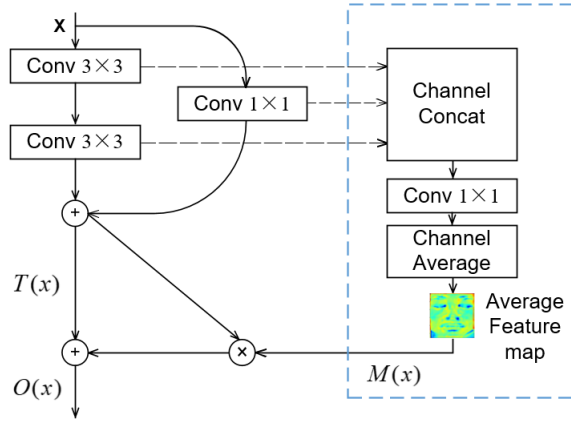 X
Conv 3×3
Conv 1×1
Conv 3×3
+
T(x)
+
O(x)
×
M(x)
Channel
Concat
Conv 1×1
Channel
Average
Average
Feature
map